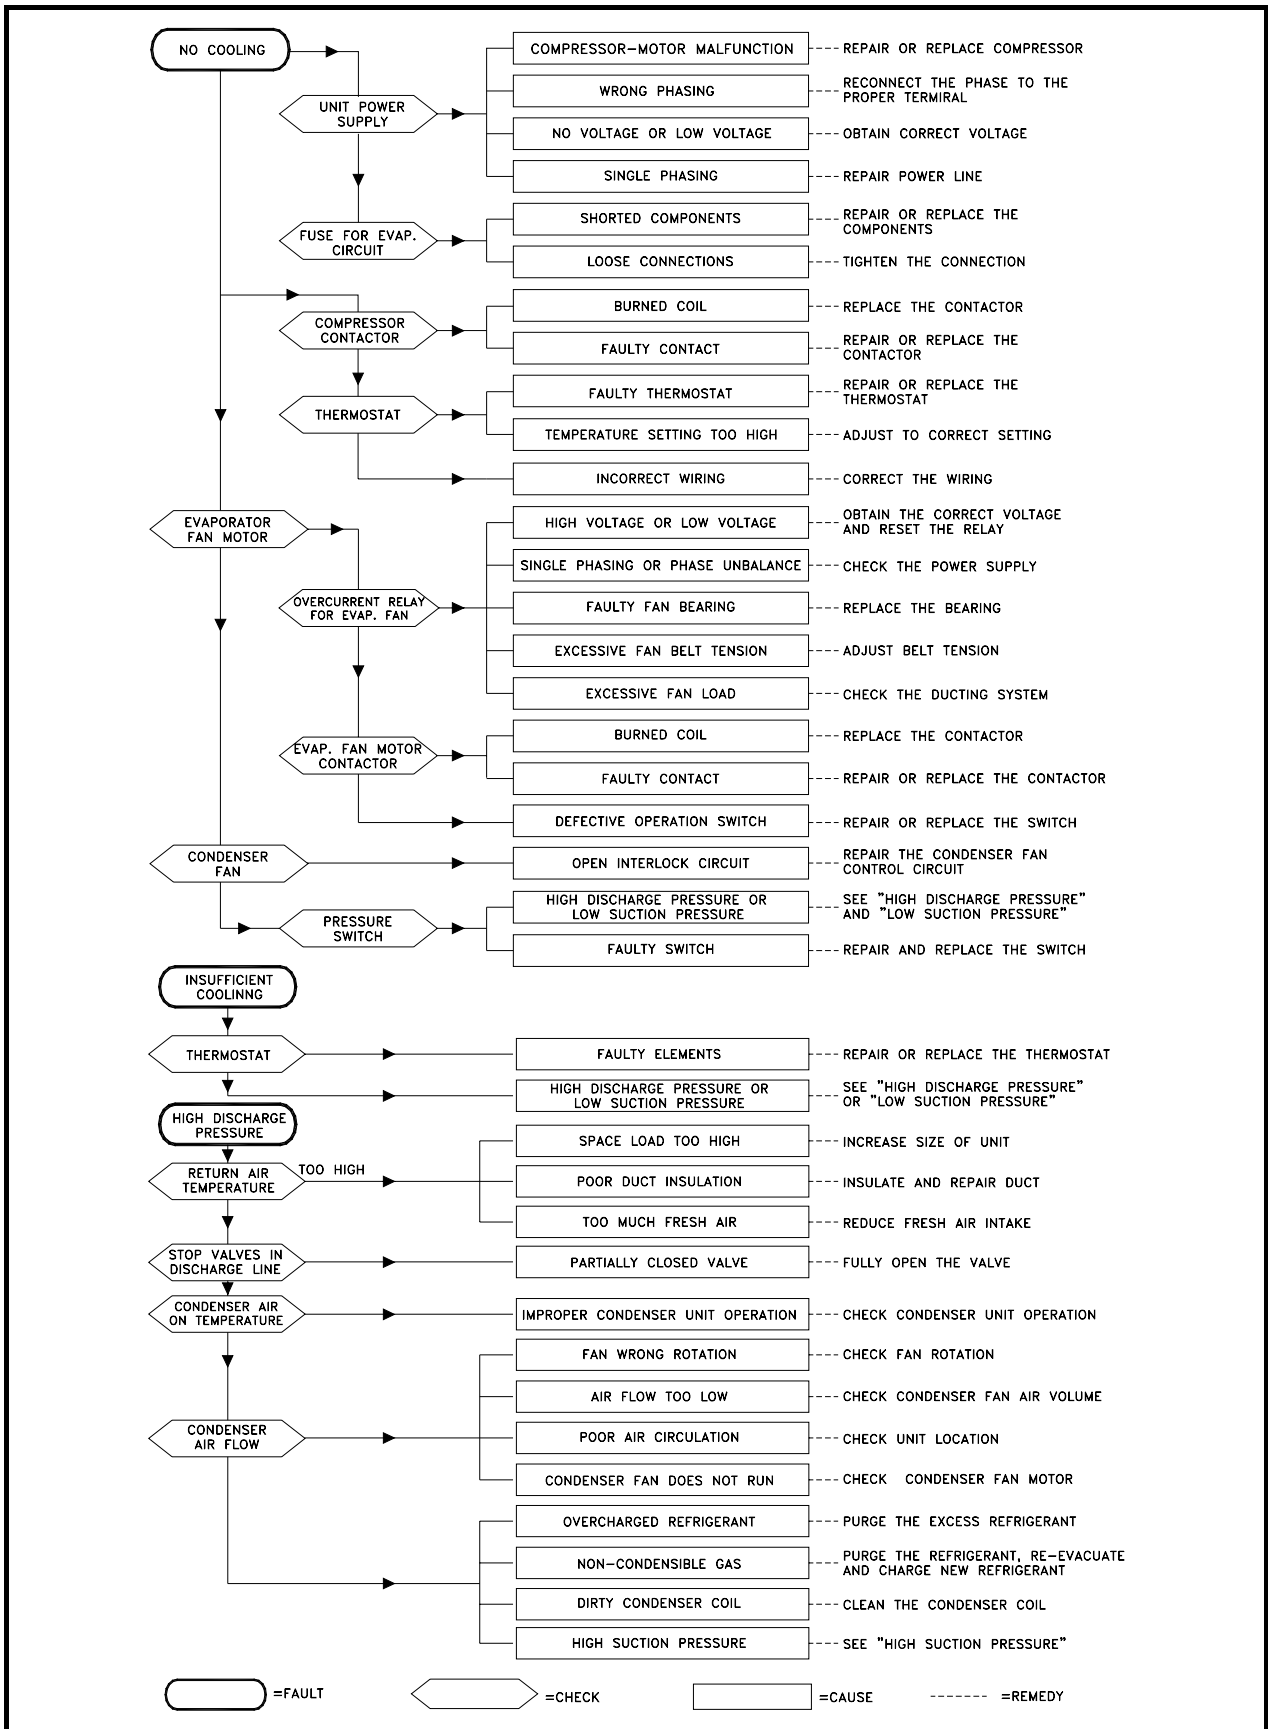 NO COOLING
COMPRESSOR-MOTOR MALFUNCTION
REPAIR OR REPLACE COMPRESSOR
UNIT POWER
SUPPLY
WRONG PHASING
RECONNECT THE PHASE TO THE
PROPER TERMIRAL
NO VOLTAGE OR LOW VOLTAGE
OBTAIN CORRECT VOLTAGE
SINGLE PHASING
REPAIR POWER LINE
FUSE FOR EVAP.
CIRCUIT
SHORTED COMPONENTS
REPAIR OR REPLACE THE
COMPONENTS
LOOSE CONNECTIONS
TIGHTEN THE CONNECTION
COMPRESSOR
CONTACTOR
BURNED COIL
REPLACE THE CONTACTOR
FAULTY CONTACT
REPAIR OR REPLACE THE
CONTACTOR
THERMOSTAT
FAULTY THERMOSTAT
REPAIR OR REPLACE THE
THERMOSTAT
TEMPERATURE SETTING TOO HIGH
ADJUST TO CORRECT SETTING
INCORRECT WIRING
CORRECT THE WIRING
EVAPORATOR
FAN MOTOR
HIGH VOLTAGE OR LOW VOLTAGE
OBTAIN THE CORRECT VOLTAGE
AND RESET THE RELAY
SINGLE PHASING OR PHASE UNBALANCE
CHECK THE POWER SUPPLY
OVERCURRENT RELAY
FOR EVAP. FAN
FAULTY FAN BEARING
REPLACE THE BEARING
EXCESSIVE FAN BELT TENSION
ADJUST BELT TENSION
EXCESSIVE FAN LOAD
CHECK THE DUCTING SYSTEM
EVAP. FAN MOTOR
CONTACTOR
BURNED COIL
REPLACE THE CONTACTOR
FAULTY CONTACT
REPAIR OR REPLACE THE CONTACTOR
DEFECTIVE OPERATION SWITCH
REPAIR OR REPLACE THE SWITCH
CONDENSER
FAN
OPEN INTERLOCK CIRCUIT
REPAIR THE CONDENSER FAN
CONTROL CIRCUIT
PRESSURE
SWITCH
HIGH DISCHARGE PRESSURE OR
LOW SUCTION PRESSURE
SEE "HIGH DISCHARGE PRESSURE"
AND "LOW SUCTION PRESSURE"
FAULTY SWITCH
REPAIR AND REPLACE THE SWITCH
INSUFFICIENT
COOLINNG
THERMOSTAT
FAULTY ELEMENTS
REPAIR OR REPLACE THE THERMOSTAT
HIGH DISCHARGE PRESSURE OR
LOW SUCTION PRESSURE
SEE "HIGH DISCHARGE PRESSURE"
OR "LOW SUCTION PRESSURE"
HIGH DISCHARGE
PRESSURE
RETURN AIR
TEMPERATURE
TOO HIGH
SPACE LOAD TOO HIGH
INCREASE SIZE OF UNIT
POOR DUCT INSULATION
INSULATE AND REPAIR DUCT
TOO MUCH FRESH AIR
REDUCE FRESH AIR INTAKE
STOP VALVES IN
DISCHARGE LINE
PARTIALLY CLOSED VALVE
FULLY OPEN THE VALVE
CONDENSER AIR
ON TEMPERATURE
IMPROPER CONDENSER UNIT OPERATION
CHECK CONDENSER UNIT OPERATION
FAN WRONG ROTATION
CHECK FAN ROTATION
AIR FLOW TOO LOW
CHECK CONDENSER FAN AIR VOLUME
CONDENSER
AIR FLOW
POOR AIR CIRCULATION
CHECK UNIT LOCATION
CONDENSER FAN DOES NOT RUN
CHECK CONDENSER FAN MOTOR
OVERCHARGED REFRIGERANT
PURGE THE EXCESS REFRIGERANT
NON-CONDENSIBLE GAS
PURGE THE REFRIGERANT, RE-EVACUATE
AND CHARGE NEW REFRIGERANT
DIRTY CONDENSER COIL
CLEAN THE CONDENSER COIL
HIGH SUCTION PRESSURE
SEE "HIGH SUCTION PRESSURE"
=FAULT
=CHECK
=CAUSE
=REMEDY